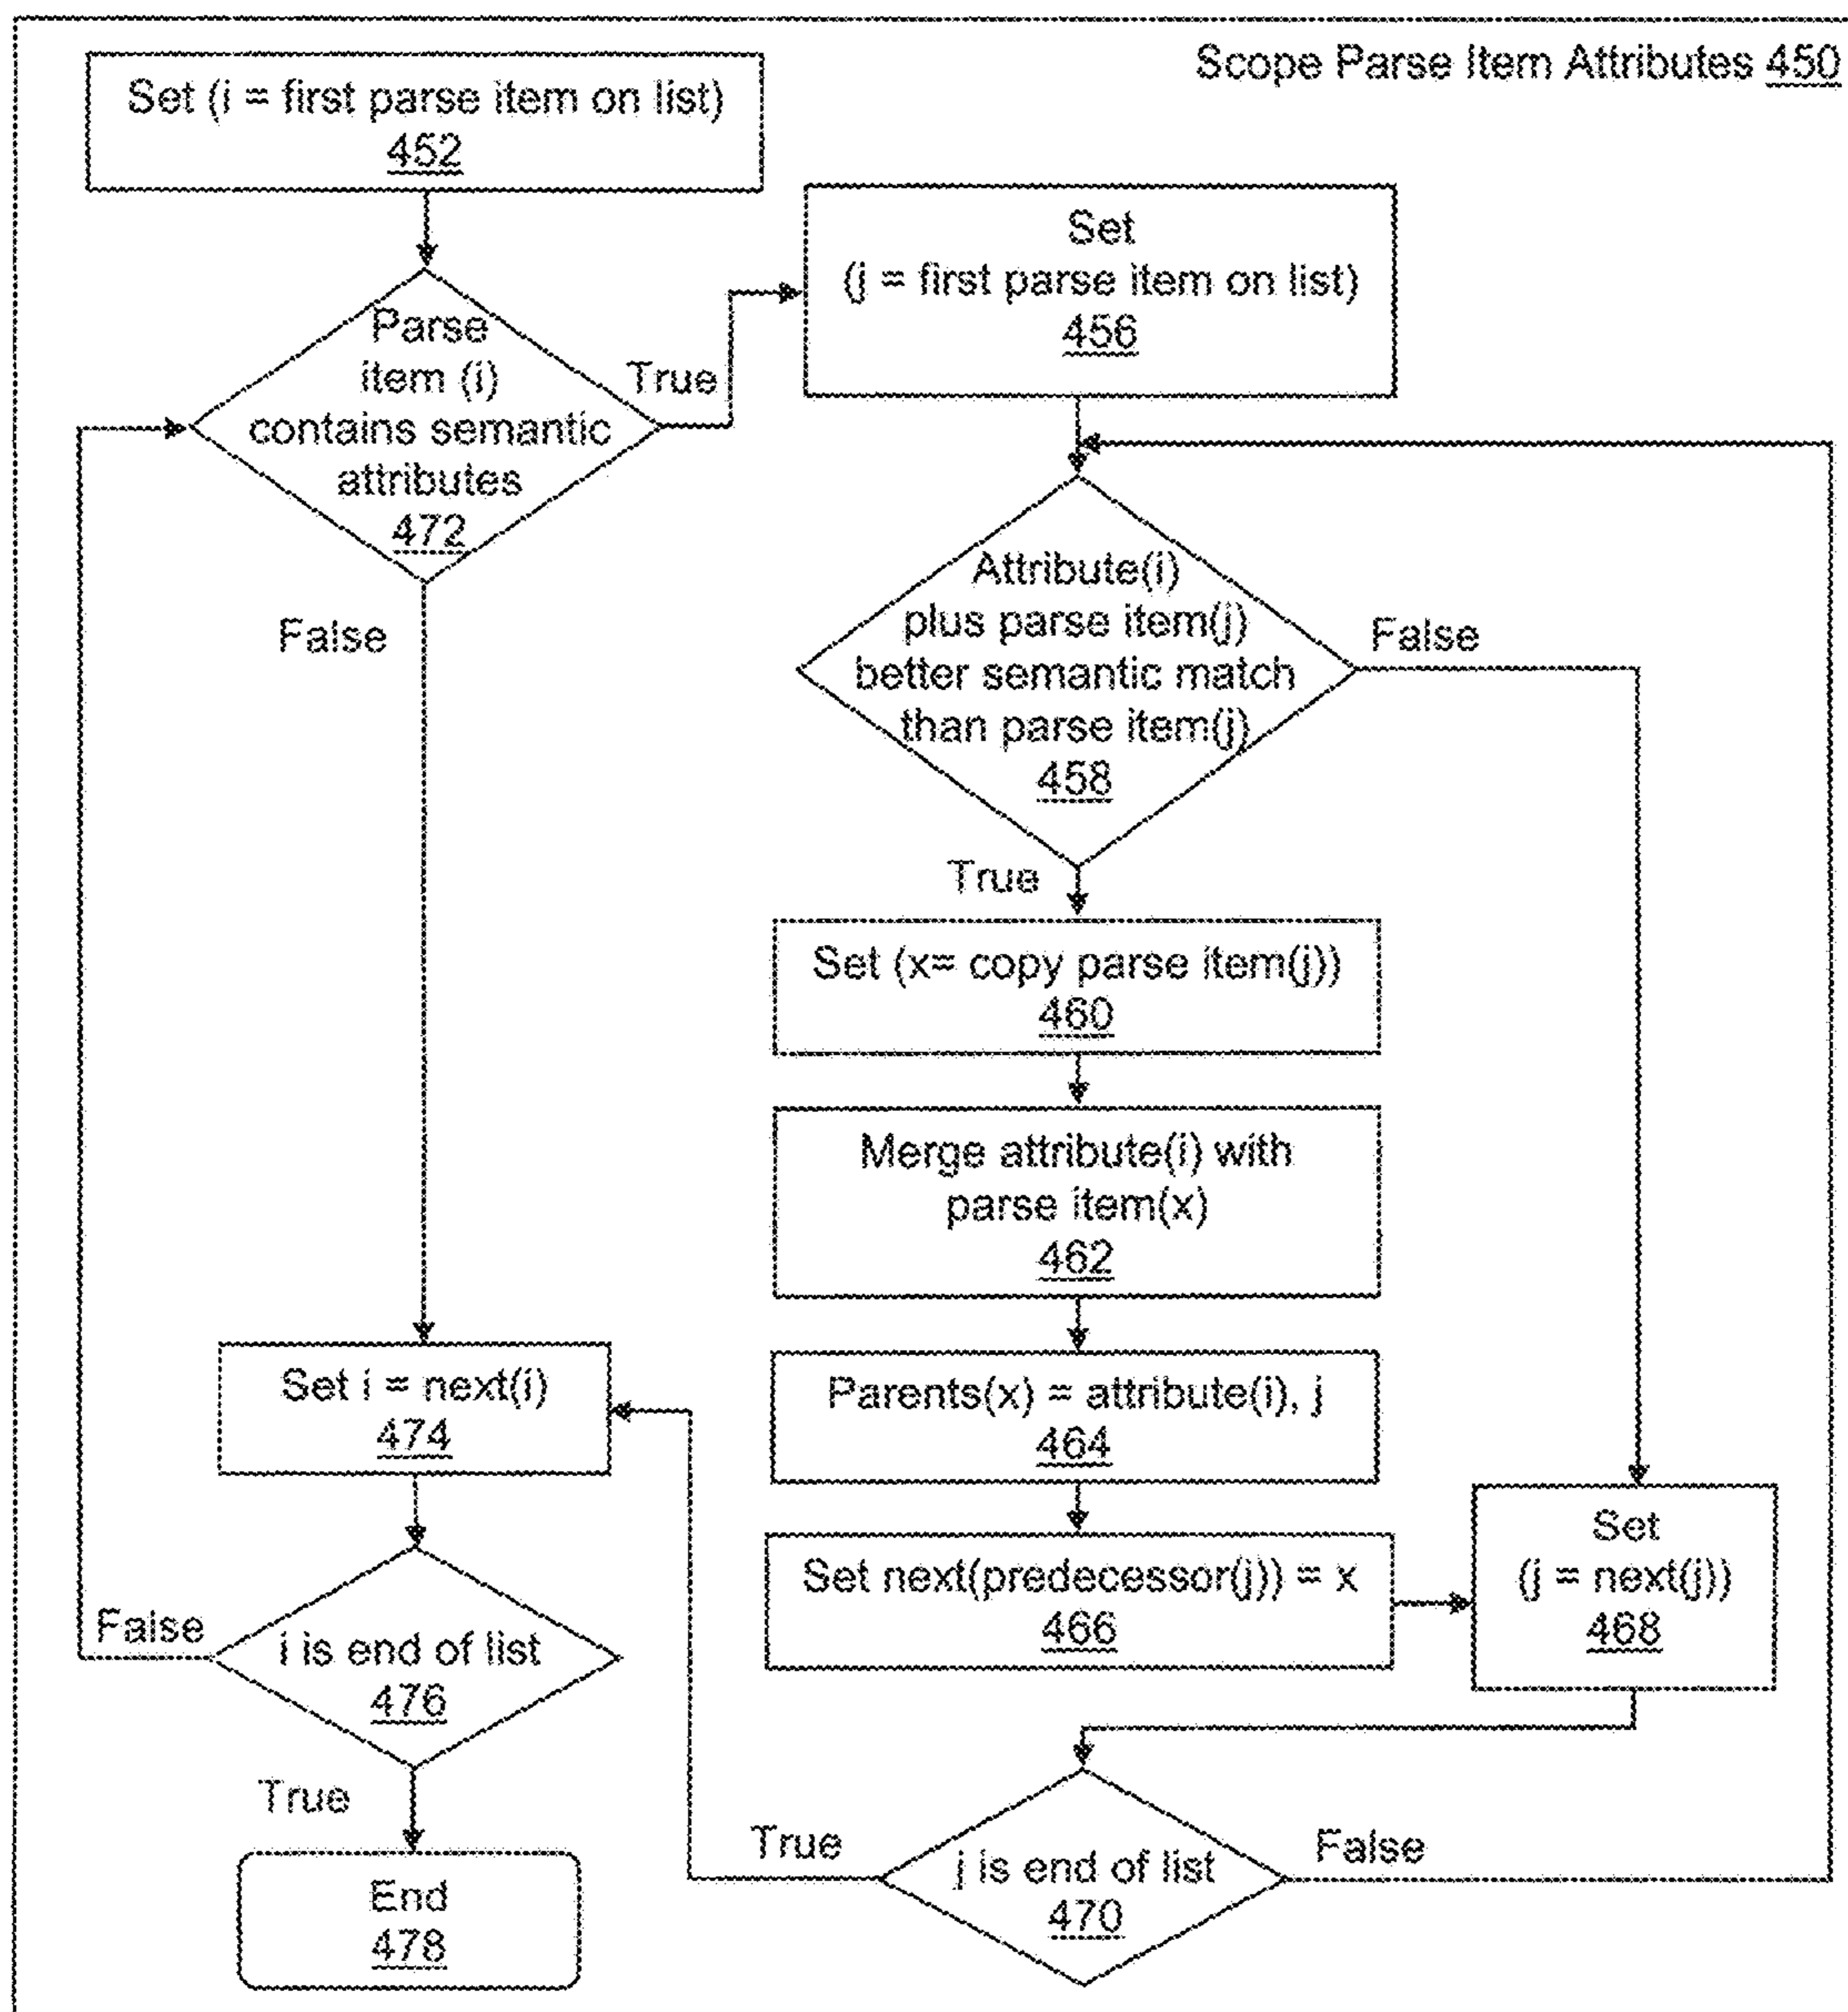 Scope Parse Item Attributes 450
Set (i = first parse item on list)
452
Set
(j = first parse item on list)
456
Parse
item (i)
contains semantic
attributes
472
True
False
Attribute(i)
plus parse item(j)
better semantic match
than parse item(j)
458
False
True
Set (x= copy parse item(j))
460
Merge attribute(i) with
parse item(x)
462
Set i = next(i)
474
Parents(x) = attribute(i), j
464
Set next(predecessor(j)) = x
466
Set
(j = next(j))
468
False
i is end of list
476
True
True
j is end of list
470
False
End
478